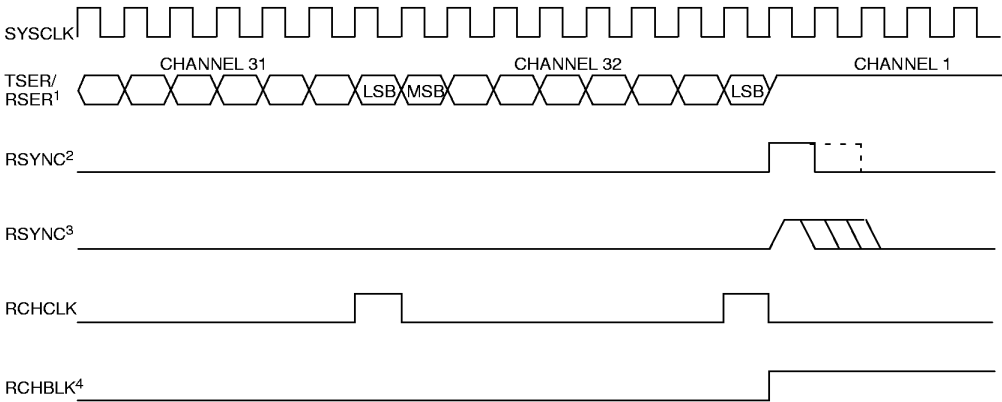 SYSCLK
CHANNEL 31 CHANNEL 32 CHANNEL 1
TSER/
RSER1
LSB MSB LSB
RSYNC2
RSYNC3
RCHCLK
RCHBLK4